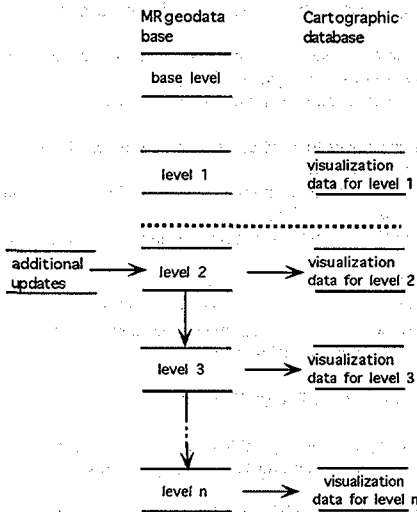 MR geodata
base
Cartographic
database
base level
level 1
visualization
data for level 1
additional
updates
level 2
visualization
data for level 2
level 3
visualization
data for level 3
level n
visualization
data for level n